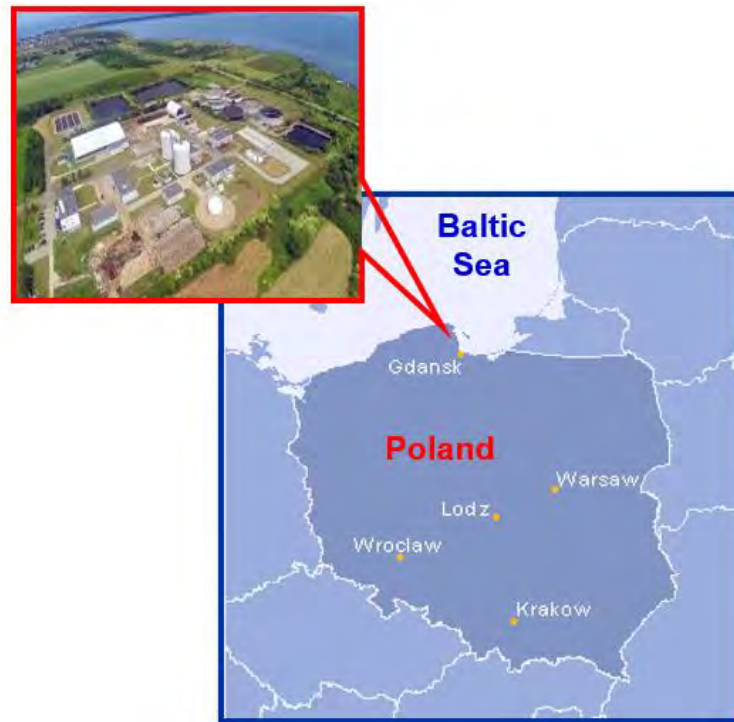 Baltic
Sea
Gdansk
Poland
Warsaw
Lodz
Wroclaw
Krakow